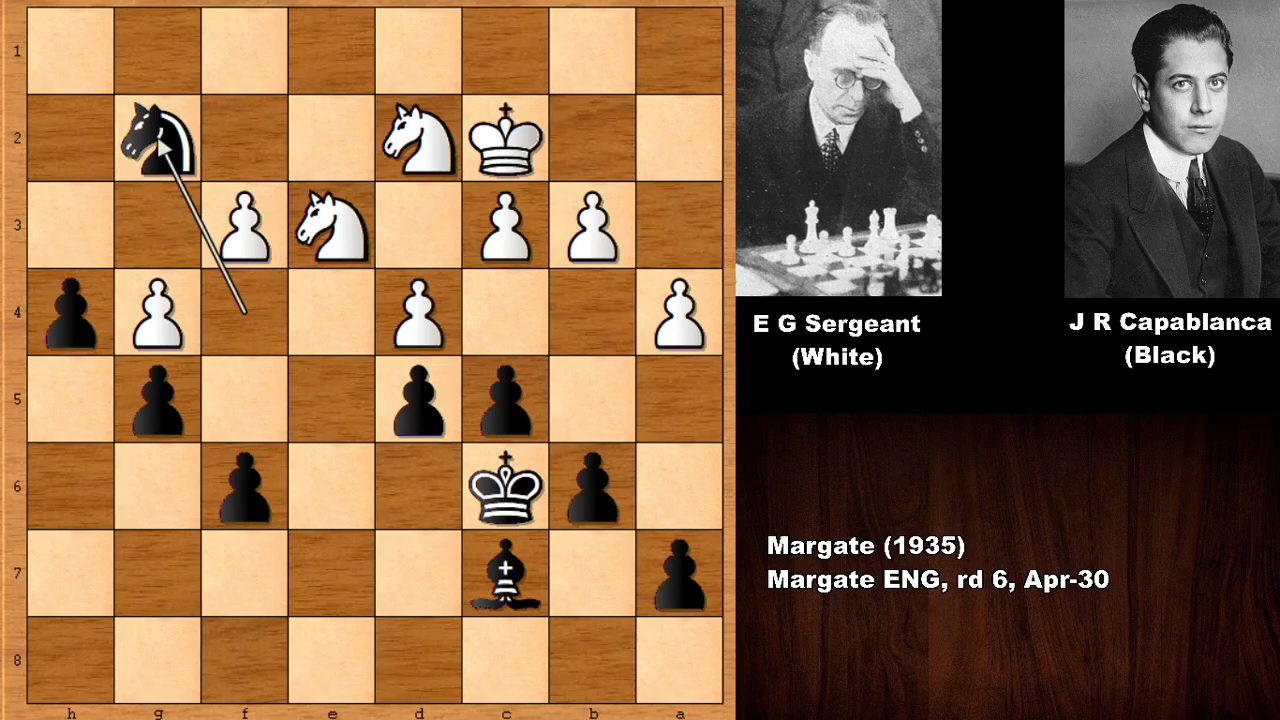 1
2
3
4
5
6
7
8
h g f e d c b a
E G Sergeant
(White)
J R Capablanca
(Black)
Margate (1935)
Margate ENG, rd 6, Apr-30